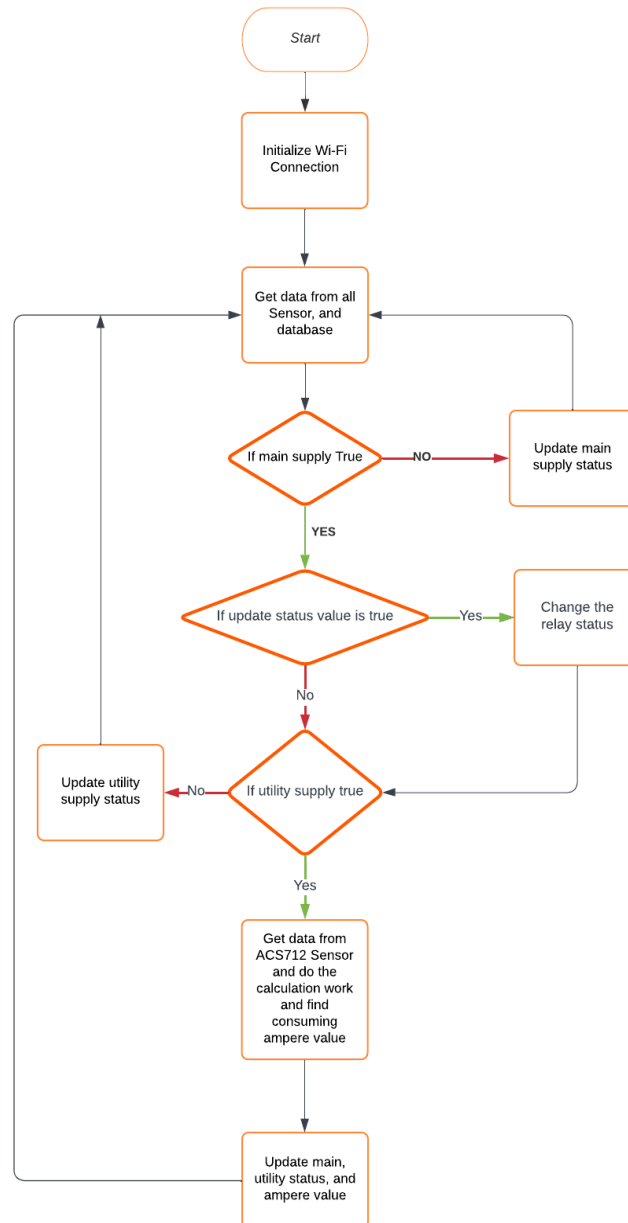 Start
Initialize Wi-Fi
Connection
Get data from all
Sensor, and
database
If main supply True
NO
Update main
supply status
YES
If update status value is true
Yes
Change the
relay status
No
Update utility
supply status
No
If utility supply true
Yes
Get data from
ACS712 Sensor
and do the
calculation work
and find
consuming
ampere value
Update main,
utility status, and
ampere value